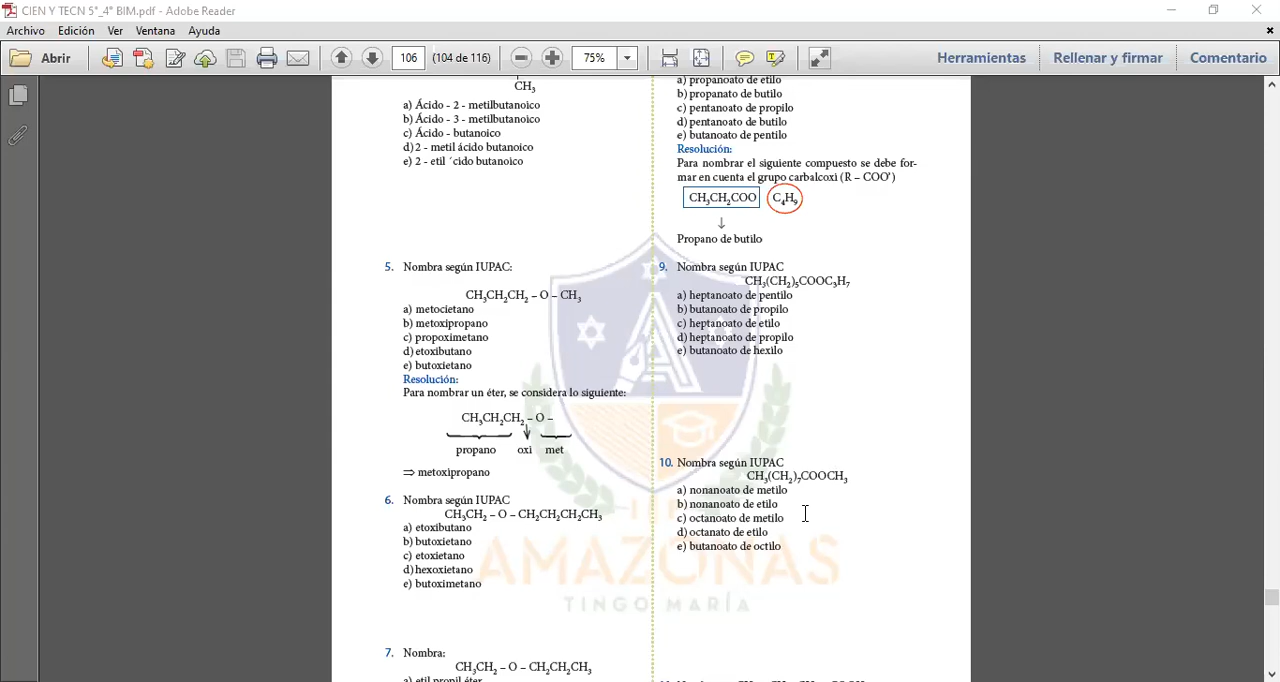 CIEN Y TECN 5°_4° BIM.pdf - Adobe Reader
Archivo Edición Ver Ventana Ayuda
Abrir 106 (104 de 116) 75% Herramientas Rellenar y firmar Comentario
CH₃
a) Ácido - 2 - metilbutanoico
b) Ácido - 3 - metilbutanoico
c) Ácido - butanoico
d) 2 - metil ácido butanoico
e) 2 - etil ´cido butanoico
5. Nombra según IUPAC:
CH₃CH₂CH₂ – O – CH₃
a) metocietano
b) metoxipropano
c) propoximetano
d) etoxibutano
e) butoxietano
Resolución:
Para nombrar un éter, se considera lo siguiente:
CH₃CH₂CH₂ – O –
propano oxi met
⇒ metoxipropano
6. Nombra según IUPAC
CH₃CH₂ – O – CH₂CH₂CH₂CH₃
a) etoxibutano
b) butoxietano
c) etoxietano
d) hexoxietano
e) butoximetano
7. Nombra:
CH₃CH₂ – O – CH₂CH₂CH₃
a) etil propil éter
a) propanoato de etilo
b) propanato de butilo
c) pentanoato de propilo
d) pentanoato de butilo
e) butanoato de pentilo
Resolución:
Para nombrar el siguiente compuesto se debe for-
mar en cuenta el grupo carbalcoxi (R – COO')
CH₃CH₂COO C₄H₉
↓
Propano de butilo
9. Nombra según IUPAC
CH₃(CH₂)₅COOC₃H₇
a) heptanoato de pentilo
b) butanoato de propilo
c) heptanoato de etilo
d) heptanoato de propilo
e) butanoato de hexilo
10. Nombra según IUPAC
CH₃(CH₂)₇COOCH₃
a) nonanoato de metilo
b) nonanoato de etilo
c) octanoato de metilo
d) octanato de etilo
e) butanoato de octilo
AMAZONAS
TINGO MARÍA